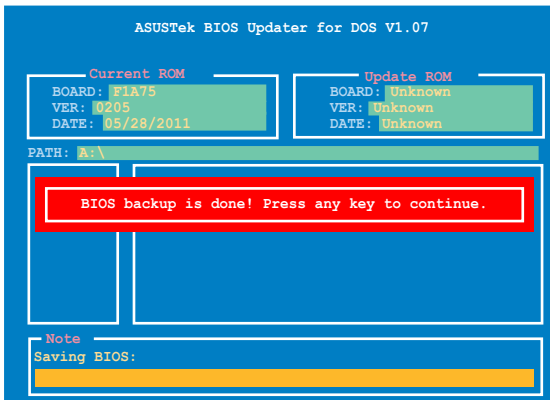 ASUSTek BIOS Updater for DOS V1.07
Current ROM
BOARD: F1A75
VER: 0205
DATE: 05/28/2011
Update ROM
BOARD: Unknown
VER: Unknown
DATE: Unknown
PATH: A:\
BIOS backup is done! Press any key to continue.
Note
Saving BIOS: